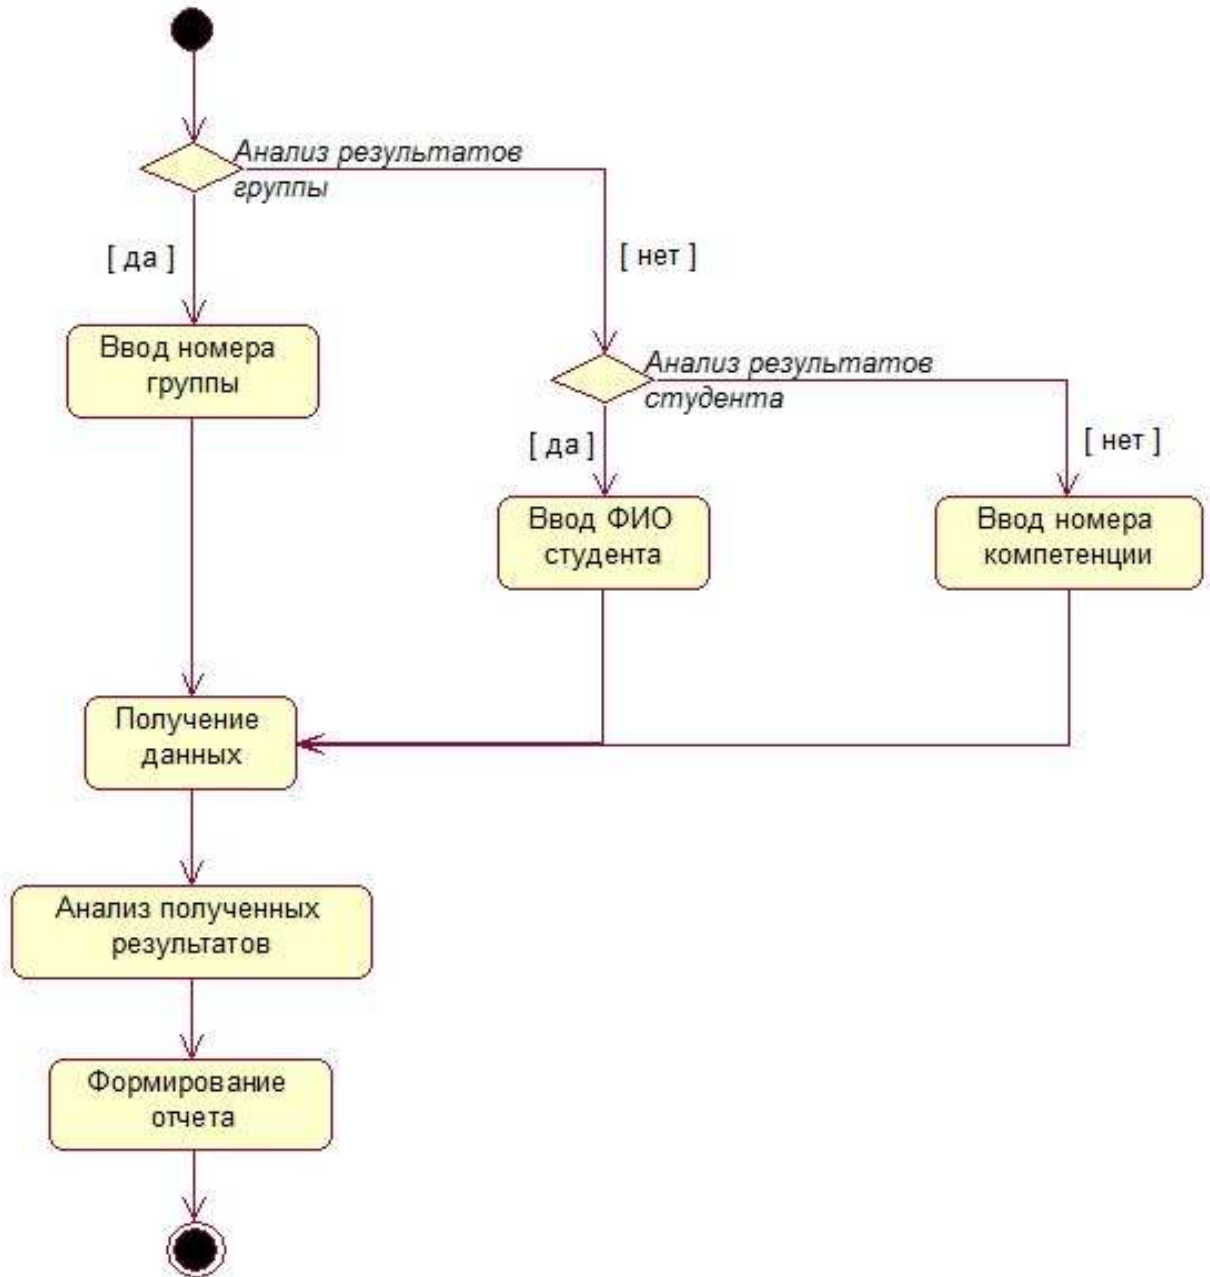 Анализ результатов
группы
[ да ]
[ нет ]
Ввод номера
группы
Анализ результатов
студента
[ да ]
[ нет ]
Ввод ФИО
студента
Ввод номера
компетенции
Получение
данных
Анализ полученных
результатов
Формирование
отчета